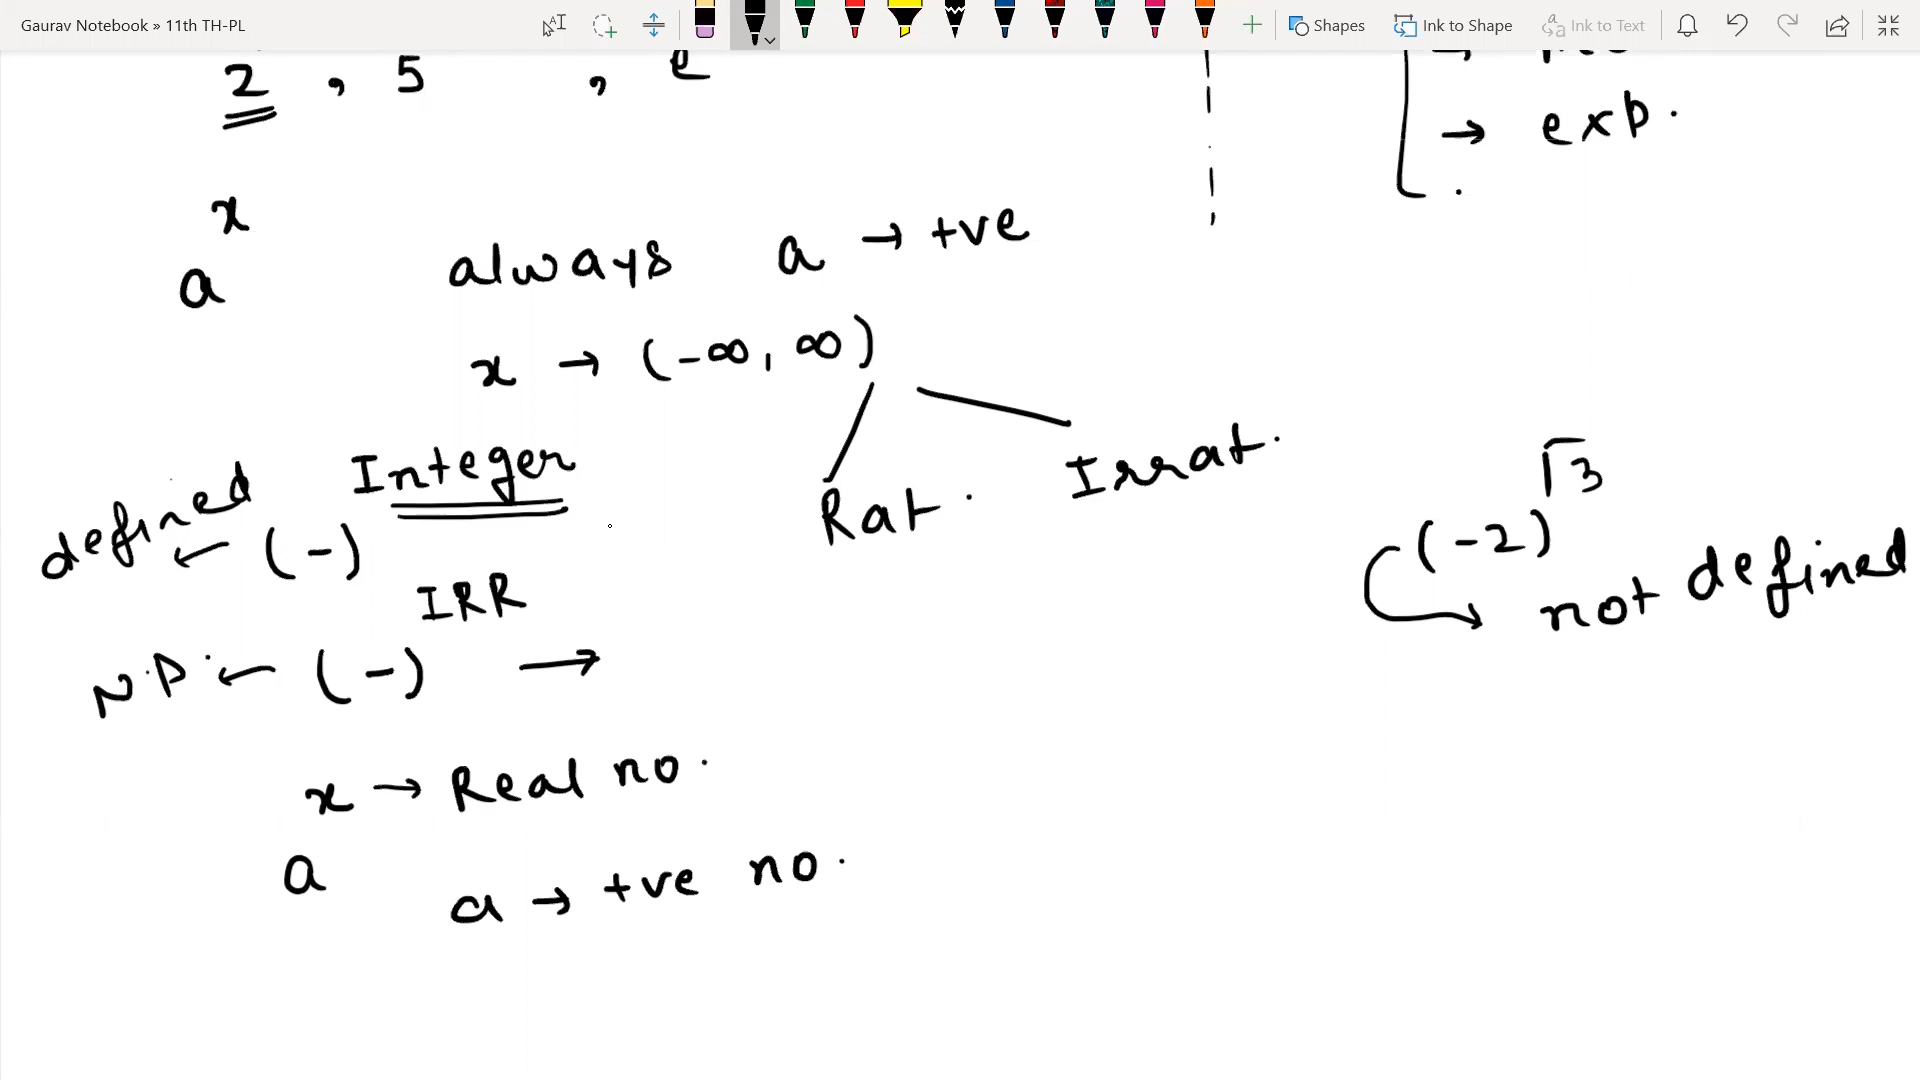 Gaurav Notebook » 11th TH-PL
Shapes
Ink to Shape
Ink to Text
2 , 5 , e
→ exp.
a^x always a → +ve
x → (-∞, ∞)
Rat. Irrat.
defined ← (-)^Integer
N.D. ← (-)^IRR →
(-2)^√3
not defined
a^x → Real no.
a → +ve no.